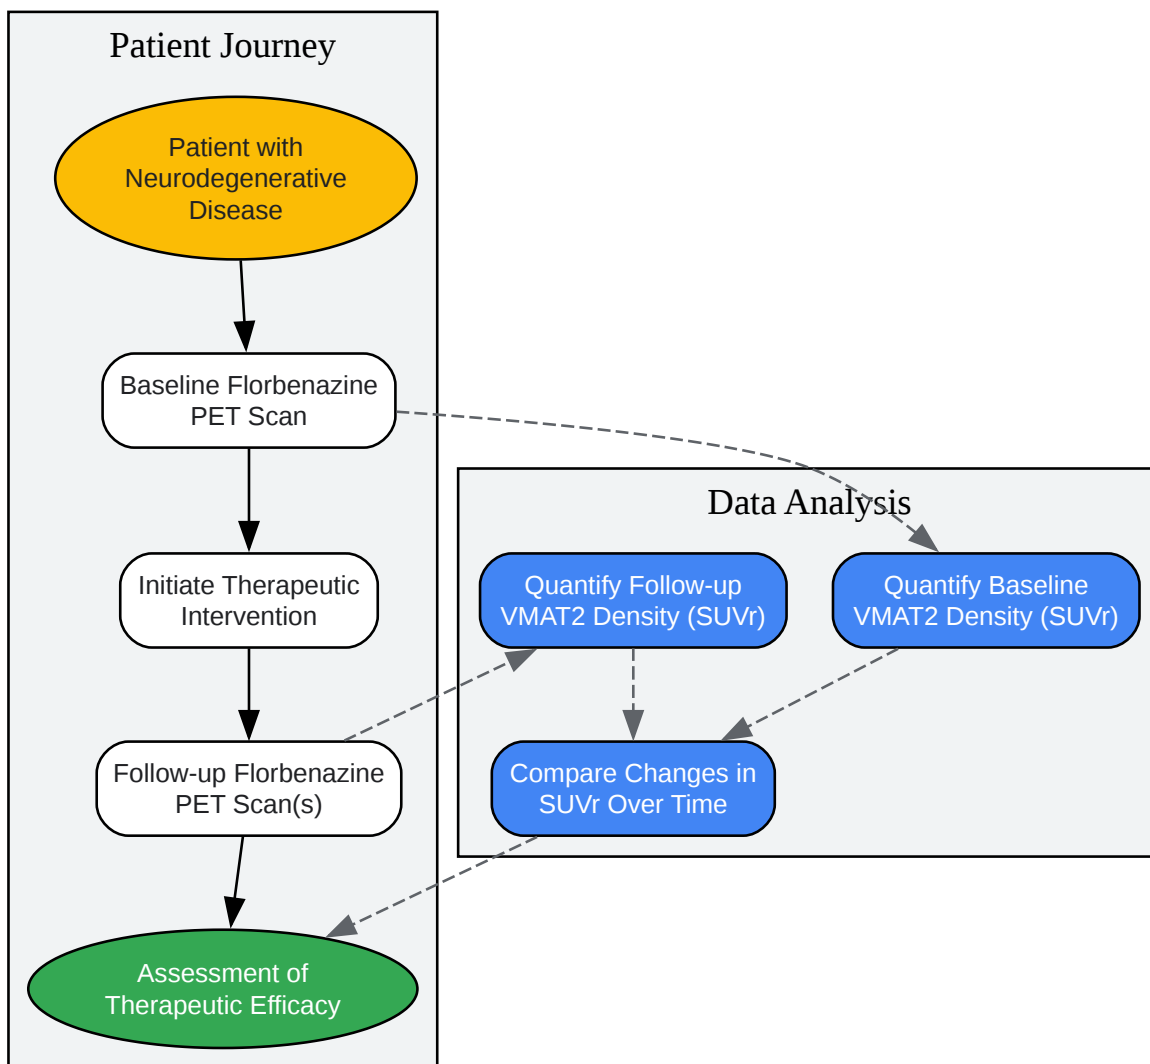 Patient Journey
Patient with
Neurodegenerative
Disease
Baseline Florbenazine
PET Scan
Initiate Therapeutic
Intervention
Follow-up Florbenazine
PET Scan(s)
Assessment of
Therapeutic Efficacy
Data Analysis
Quantify Follow-up
VMAT2 Density (SUVr)
Quantify Baseline
VMAT2 Density (SUVr)
Compare Changes in
SUVr Over Time